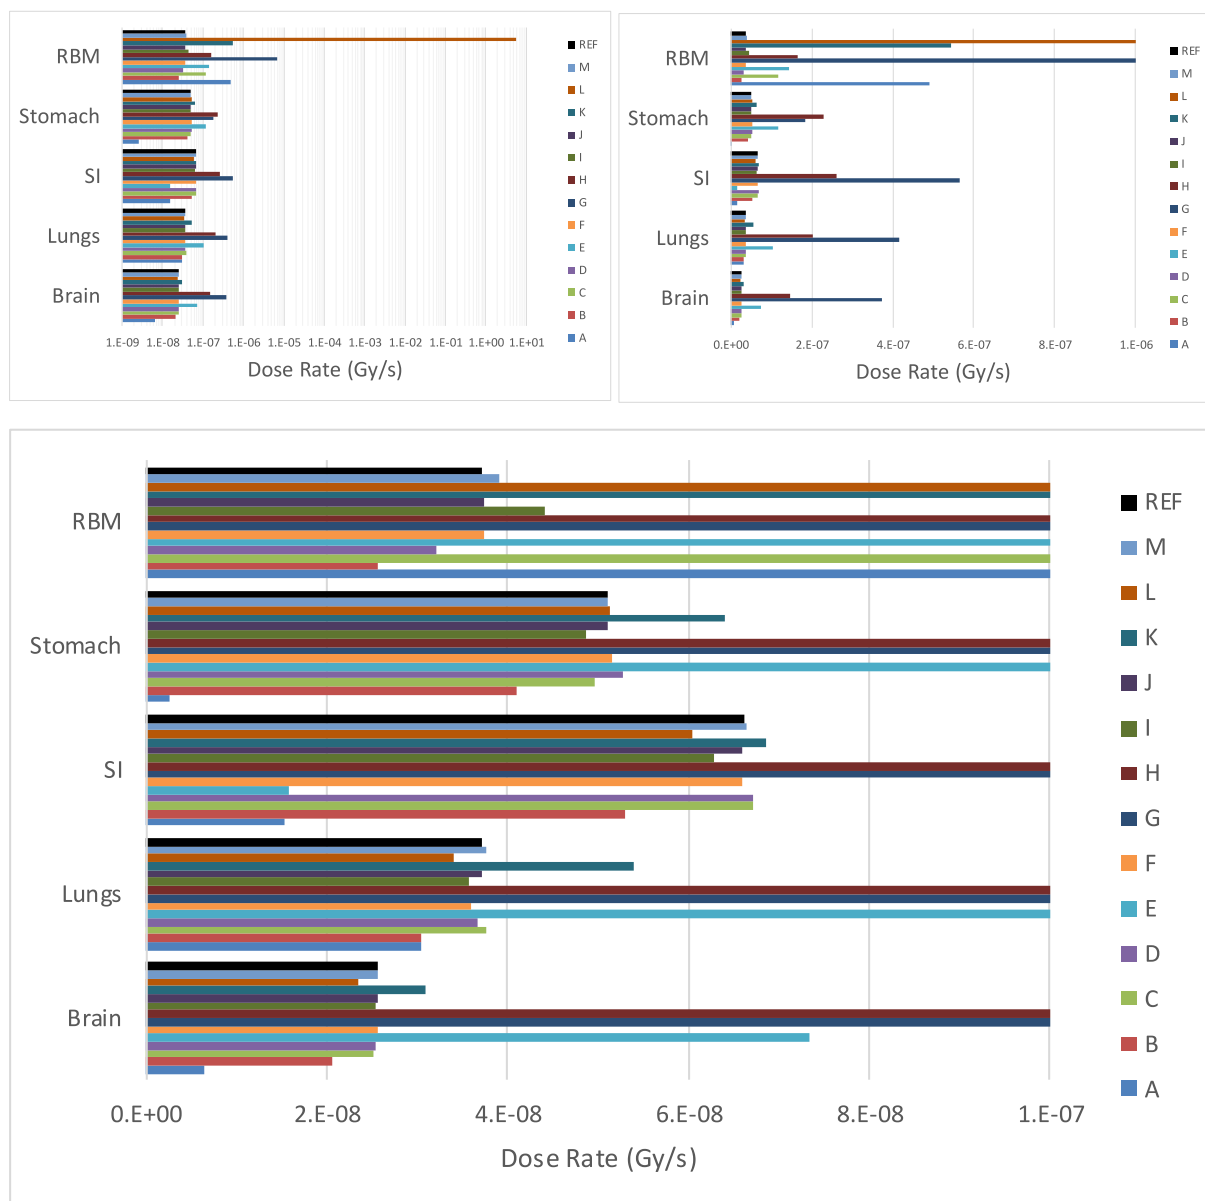 RBM
Stomach
SI
Lungs
Brain
1.E-09 1.E-08 1.E-07 1.E-06 1.E-05 1.E-04 1.E-03 1.E-02 1.E-01 1.E+00 1.E+01
Dose Rate (Gy/s)
REF
M
L
K
J
I
H
G
F
E
D
C
B
A
RBM
Stomach
SI
Lungs
Brain
0.E+00 2.E-07 4.E-07 6.E-07 8.E-07 1.E-06
Dose Rate (Gy/s)
REF
M
L
K
J
I
H
G
F
E
D
C
B
A
RBM
Stomach
SI
Lungs
Brain
0.E+00 2.E-08 4.E-08 6.E-08 8.E-08 1.E-07
Dose Rate (Gy/s)
REF
M
L
K
J
I
H
G
F
E
D
C
B
A